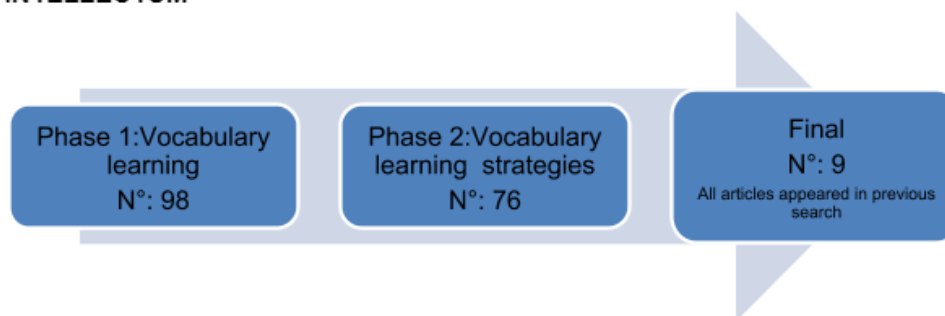 INTELLECTUM
Phase 1:Vocabulary
learning
N°: 98
Phase 2:Vocabulary
learning strategies
N°: 76
Final
N°: 9
All articles appeared in previous
search